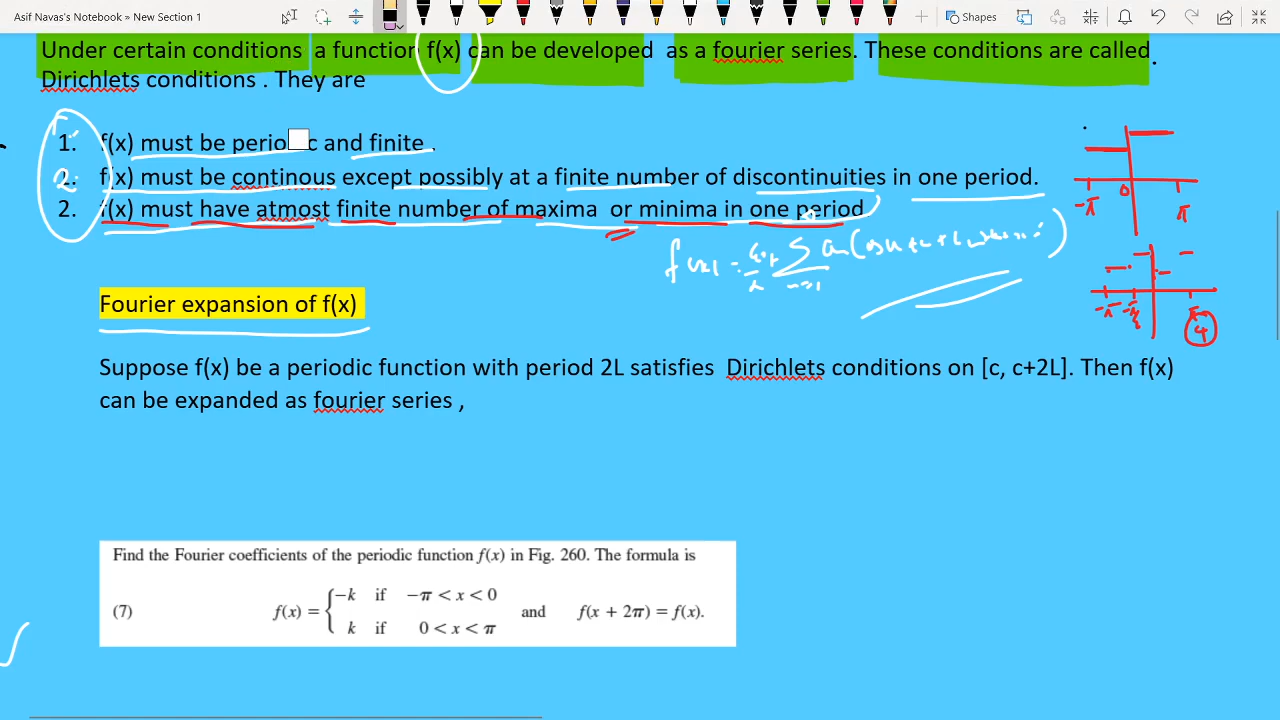 Asif Navas's Notebook » New Section 1
Shapes
Under certain conditions a function f(x) can be developed as a fourier series. These conditions are called
Dirichlets conditions . They are
1. f(x) must be perio c and finite .
2. f(x) must be continous except possibly at a finite number of discontinuities in one period.
2. f(x) must have atmost finite number of maxima or minima in one period
-π 0 π
f(x) =
n=1
-π
4
Fourier expansion of f(x)
Suppose f(x) be a periodic function with period 2L satisfies Dirichlets conditions on [c, c+2L]. Then f(x)
can be expanded as fourier series ,
Find the Fourier coefficients of the periodic function f(x) in Fig. 260. The formula is
(7) f(x) = { -k if -π < x < 0 and f(x + 2π) = f(x).
k if 0 < x < π